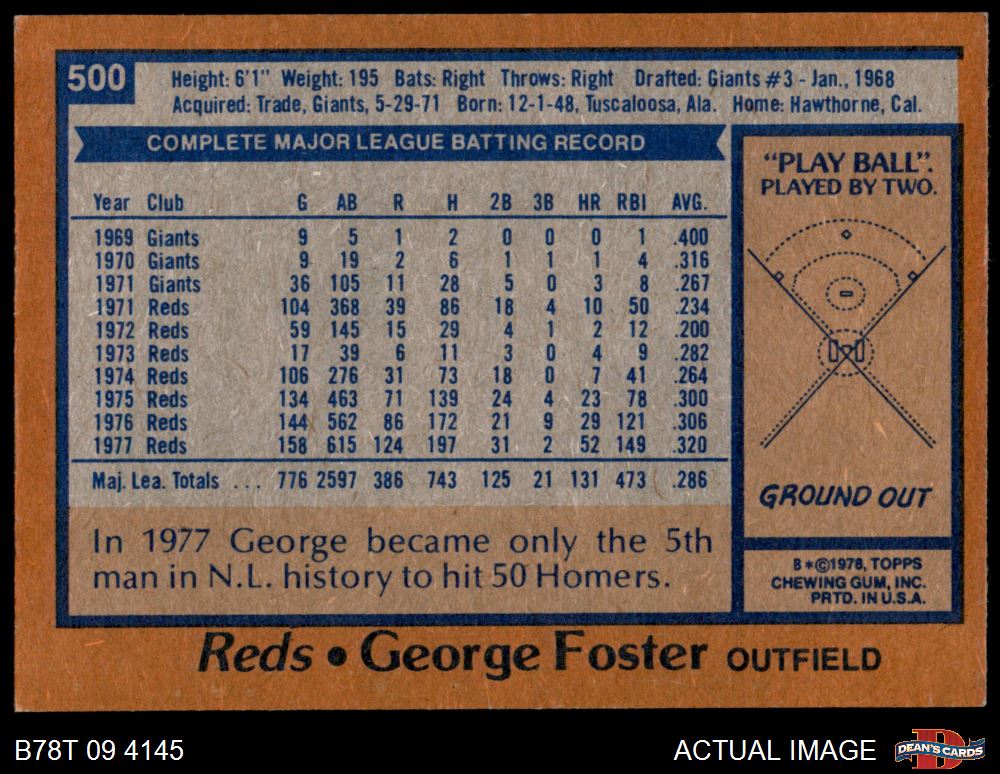 500
Height: 6'1" Weight: 195 Bats: Right Throws: Right Drafted: Giants #3 - Jan., 1968
Acquired: Trade, Giants, 5-29-71 Born: 12-1-48, Tuscaloosa, Ala. Home: Hawthorne, Cal.
COMPLETE MAJOR LEAGUE BATTING RECORD
Year Club G AB R H 2B 3B HR RBI AVG.
1969 Giants 9 5 1 2 0 0 0 1 .400
1970 Giants 9 19 2 6 1 1 1 4 .316
1971 Giants 36 105 11 28 5 0 3 8 .267
1971 Reds 104 368 39 86 18 4 10 50 .234
1972 Reds 59 145 15 29 4 1 2 12 .200
1973 Reds 17 39 6 11 3 0 4 9 .282
1974 Reds 106 276 31 73 18 0 7 41 .264
1975 Reds 134 463 71 139 24 4 23 78 .300
1976 Reds 144 562 86 172 21 9 29 121 .306
1977 Reds 158 615 124 197 31 2 52 149 .320
Maj. Lea. Totals ... 776 2597 386 743 125 21 131 473 .286
In 1977 George became only the 5th
man in N.L. history to hit 50 Homers.
"PLAY BALL".
PLAYED BY TWO.
GROUND OUT
B*©1978, TOPPS
CHEWING GUM, INC.
PRTD. IN U.S.A.
Reds • George Foster OUTFIELD
B78T 09 4145
ACTUAL IMAGE
DEAN'S CARDS